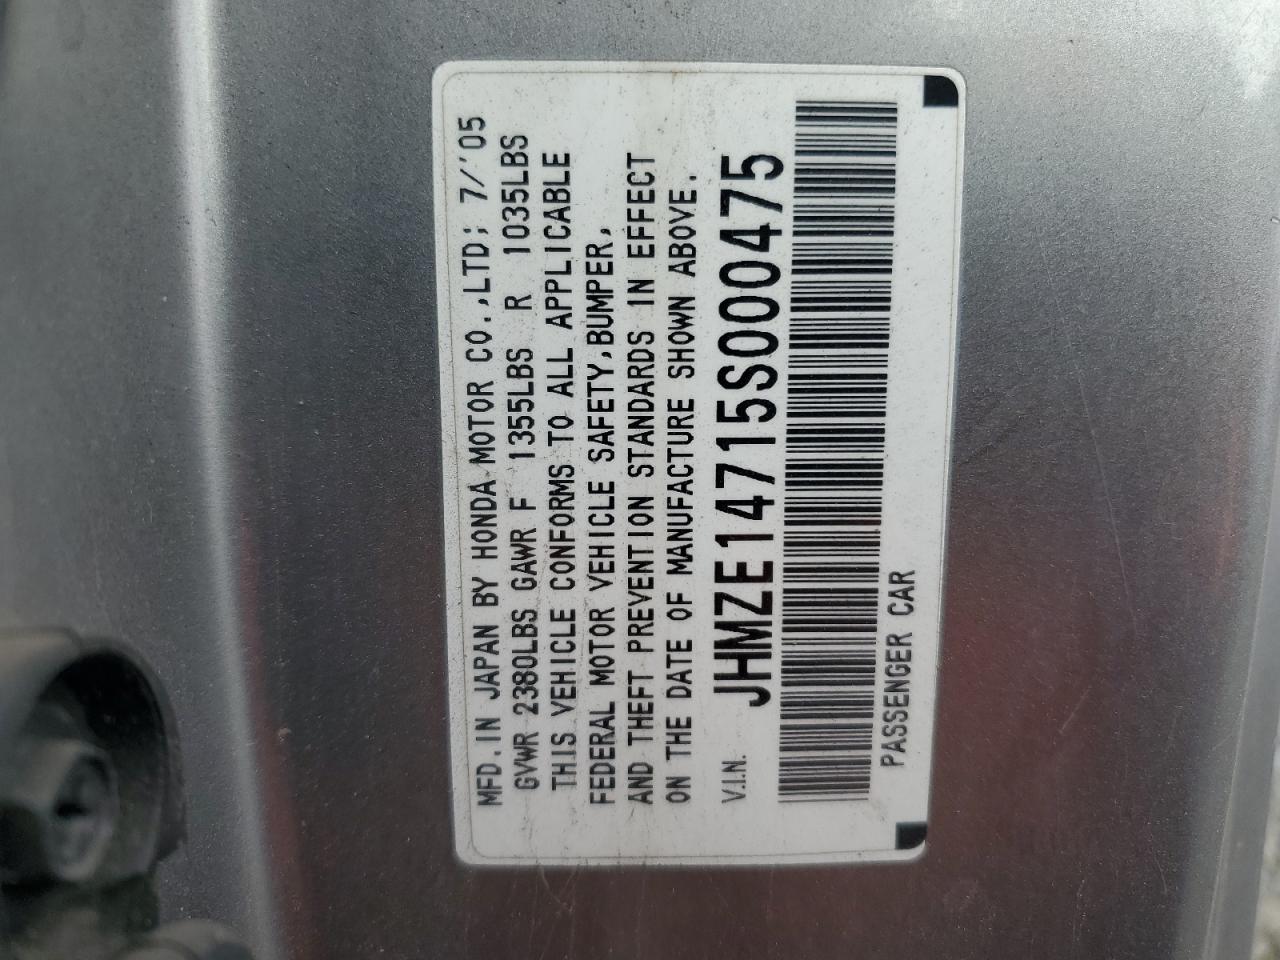 MFD. IN JAPAN BY HONDA MOTOR CO.,LTD; 7/'05
GVWR 2380LBS GAWR F 1355LBS R 1035LBS
THIS VEHICLE CONFORMS TO ALL APPLICABLE
FEDERAL MOTOR VEHICLE SAFETY,BUMPER,
AND THEFT PREVENTION STANDARDS IN EFFECT
ON THE DATE OF MANUFACTURE SHOWN ABOVE.
V.I.N. JHMZE14715S000475
PASSENGER CAR